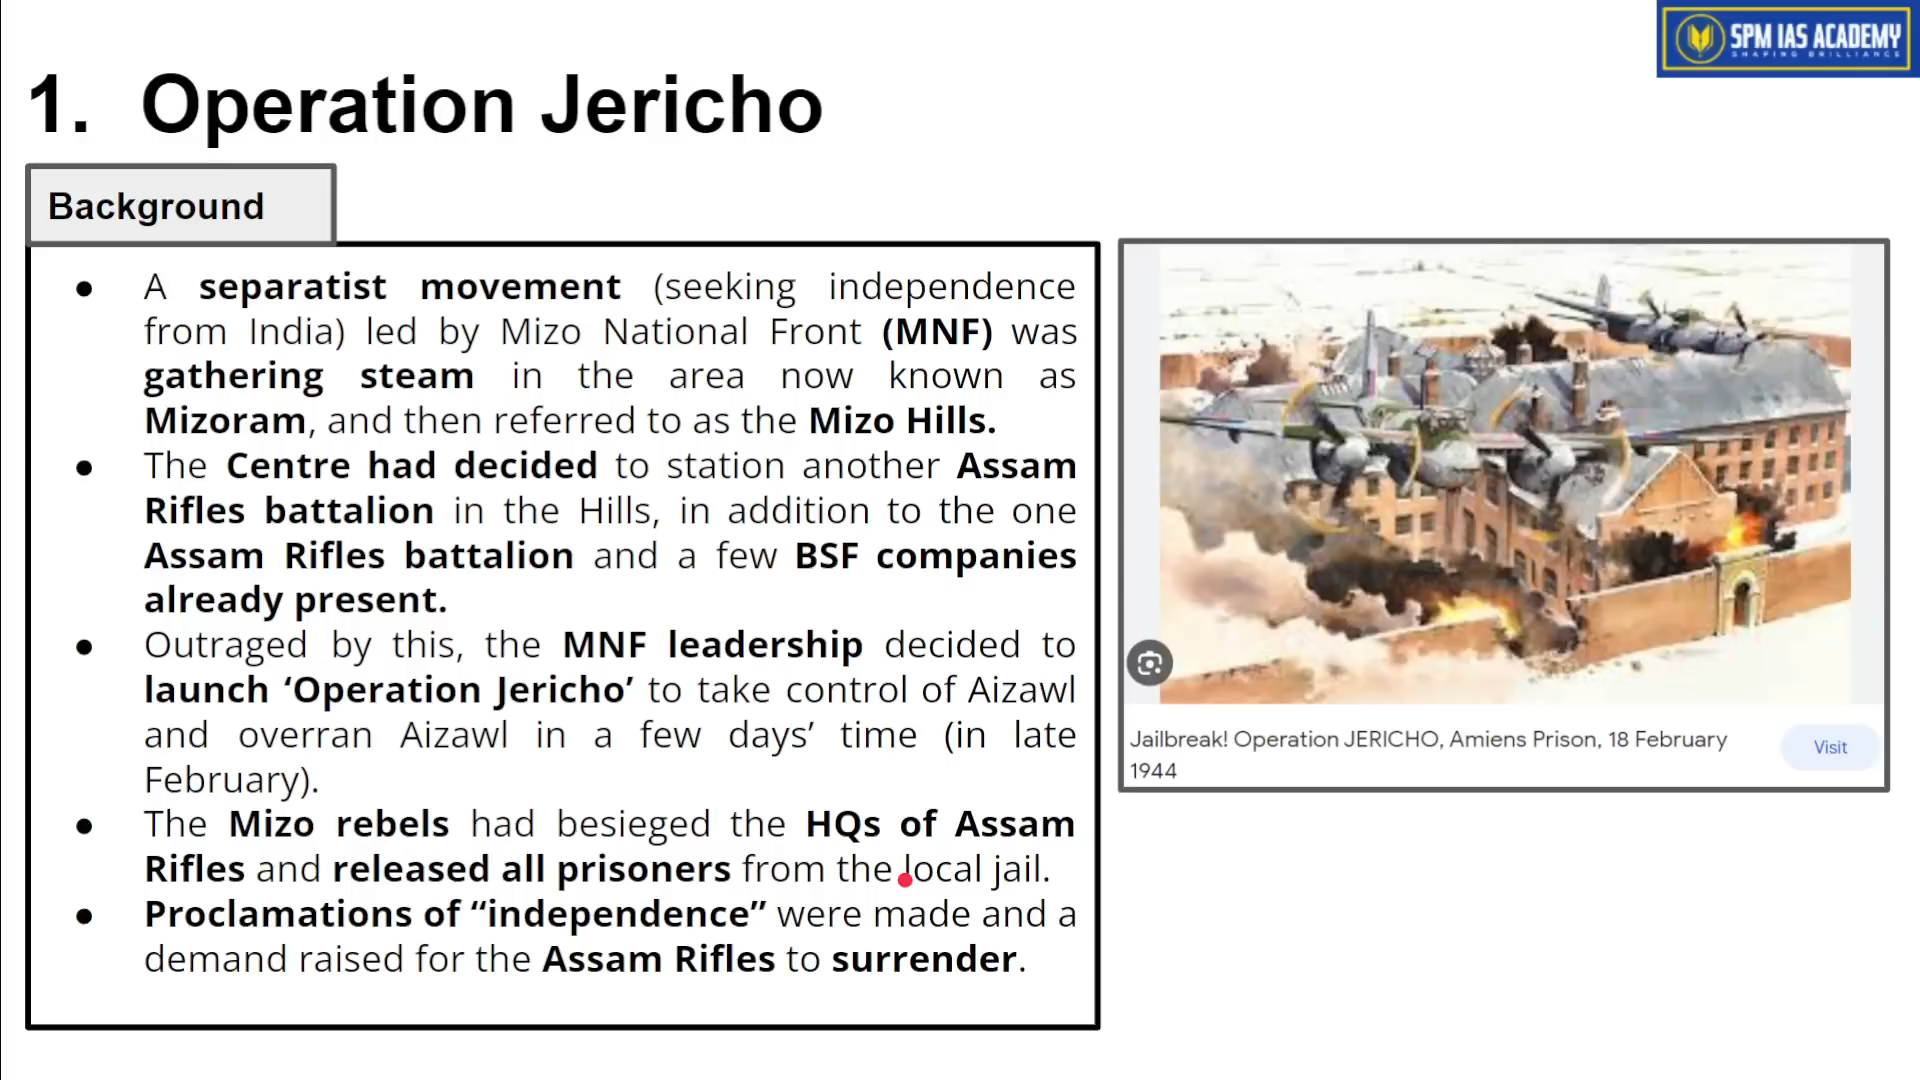 SPM IAS ACADEMY
SHAPING BRILLIANCE
1. Operation Jericho
Background
● A separatist movement (seeking independence
from India) led by Mizo National Front (MNF) was
gathering steam in the area now known as
Mizoram, and then referred to as the Mizo Hills.
● The Centre had decided to station another Assam
Rifles battalion in the Hills, in addition to the one
Assam Rifles battalion and a few BSF companies
already present.
● Outraged by this, the MNF leadership decided to
launch ‘Operation Jericho’ to take control of Aizawl
and overran Aizawl in a few days’ time (in late
February).
● The Mizo rebels had besieged the HQs of Assam
Rifles and released all prisoners from the local jail.
● Proclamations of “independence” were made and a
demand raised for the Assam Rifles to surrender.
Jailbreak! Operation JERICHO, Amiens Prison, 18 February
1944
Visit